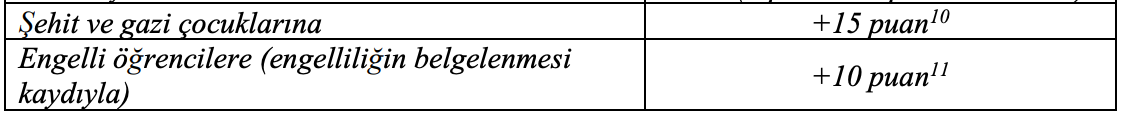 Şehit ve gazi çocuklarına
+15 puan10
Engelli öğrencilere (engelliliğin belgelenmesi
kaydıyla)
+10 puan11